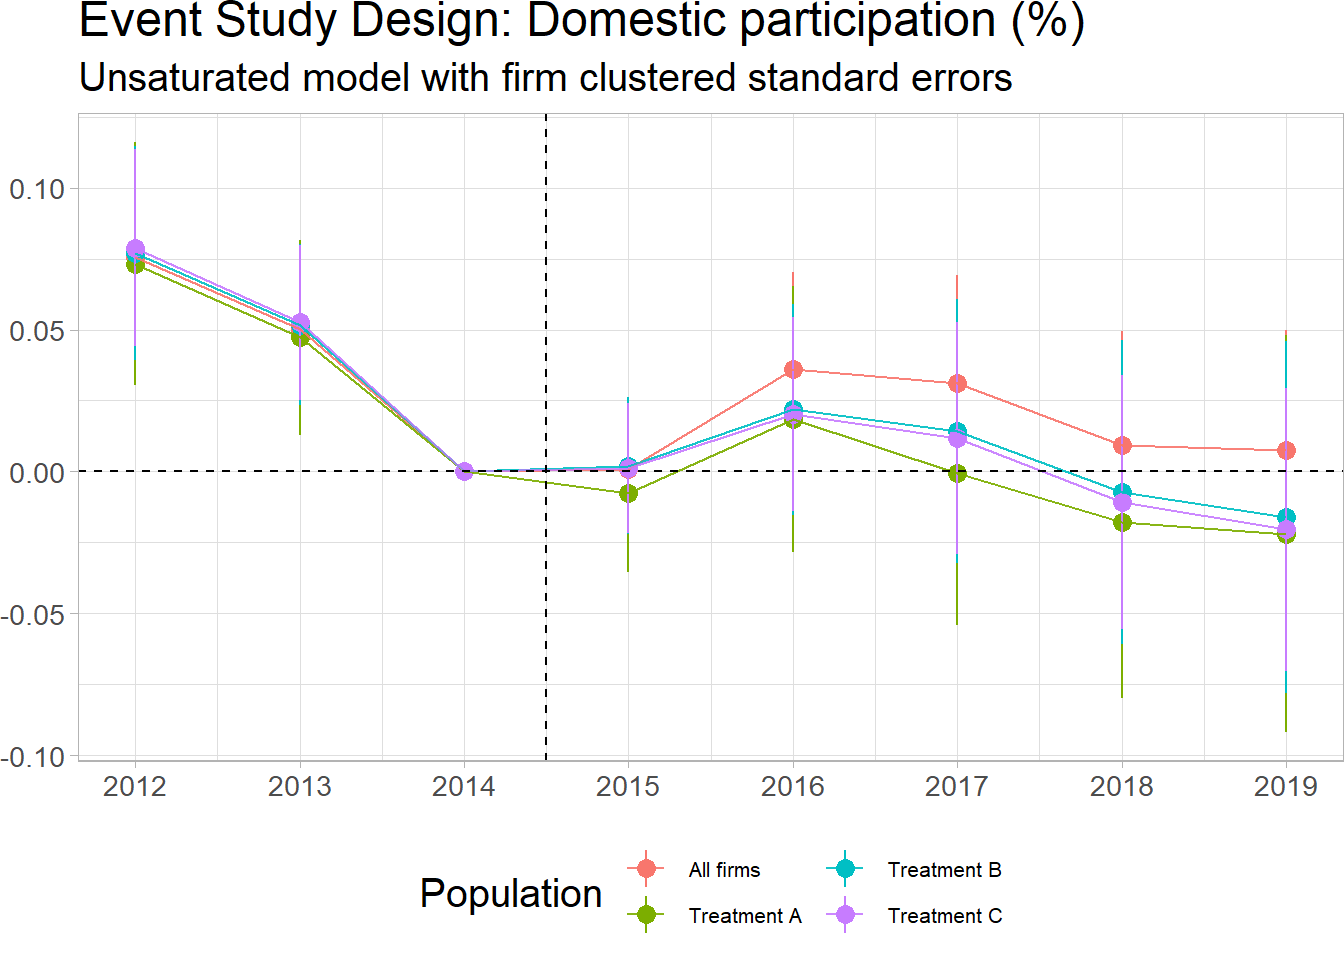 Event Study Design: Domestic participation (%)
Unsaturated model with firm clustered standard errors
0.10
0.05
0.00
-0.05
-0.10
2012 2013 2014 2015 2016 2017 2018 2019
Population
All firms
Treatment A
Treatment B
Treatment C